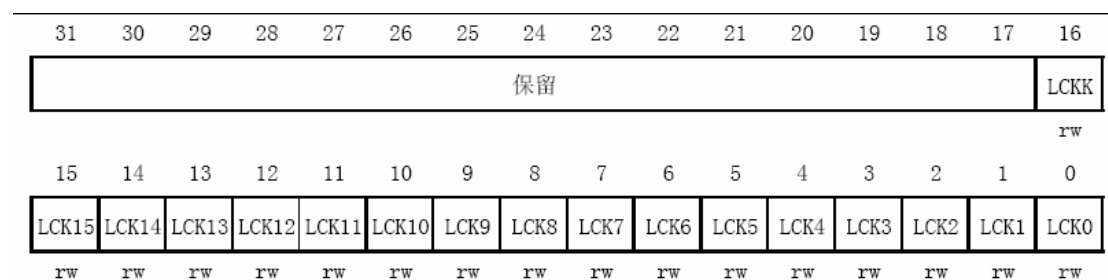 31 30 29 28 27 26 25 24 23 22 21 20 19 18 17 16
保留 LCKK
rw
15 14 13 12 11 10 9 8 7 6 5 4 3 2 1 0
LCK15 LCK14 LCK13 LCK12 LCK11 LCK10 LCK9 LCK8 LCK7 LCK6 LCK5 LCK4 LCK3 LCK2 LCK1 LCK0
rw rw rw rw rw rw rw rw rw rw rw rw rw rw rw rw